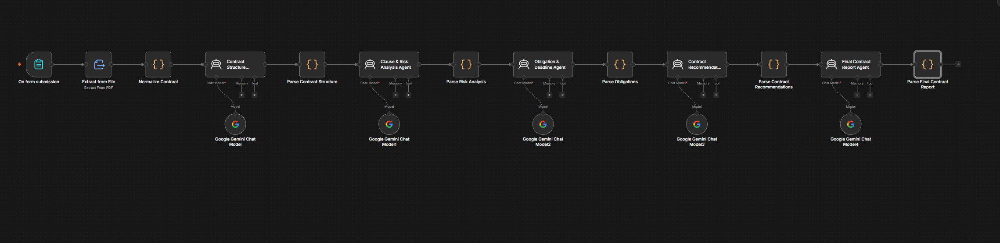 On form submission
Extract from File
Extract From PDF
Normalize Contract
Contract
Structure...
Chat Model*
Memory
Tool
Model
Google Gemini Chat
Model
Parse Contract Structure
Clause & Risk
Analysis Agent
Chat Model*
Memory
Tool
Model
Google Gemini Chat
Model1
Parse Risk Analysis
Obligation &
Deadline Agent
Chat Model*
Memory
Tool
Model
Google Gemini Chat
Model2
Parse Obligations
Contract
Recommendat...
Chat Model*
Memory
Tool
Model
Google Gemini Chat
Model3
Parse Contract
Recommendations
Final Contract
Report Agent
Chat Model*
Memory
Tool
Model
Google Gemini Chat
Model4
Parse Final Contract
Report